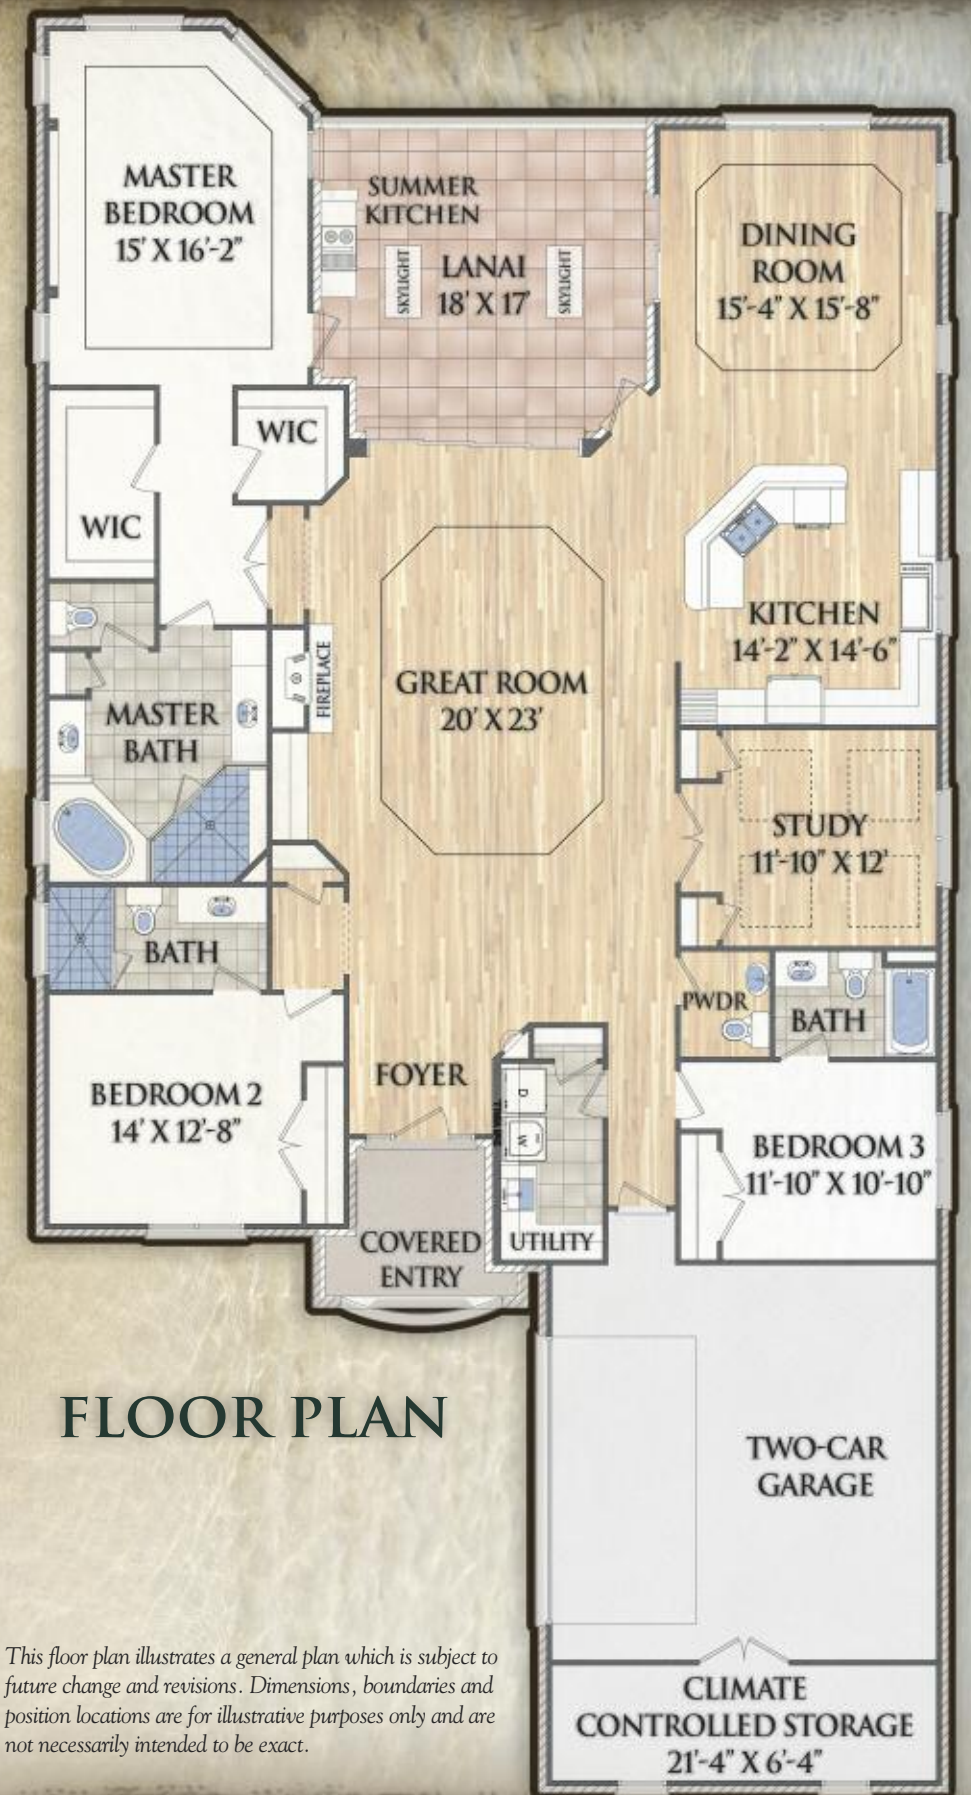 MASTER
BEDROOM
15' X 16'-2"
SUMMER
KITCHEN
SKYLIGHT
LANAI
18' X 17'
SKYLIGHT
DINING
ROOM
15'-4" X 15'-8"
WIC
WIC
KITCHEN
14'-2" X 14'-6"
FIREPLACE
GREAT ROOM
20' X 23'
MASTER
BATH
STUDY
11'-10" X 12'
BATH
PWDR
BATH
FOYER
BEDROOM 2
14' X 12'-8"
D
W
BEDROOM 3
11'-10" X 10'-10"
COVERED
ENTRY
UTILITY
FLOOR PLAN
TWO-CAR
GARAGE
This floor plan illustrates a general plan which is subject to
future change and revisions. Dimensions, boundaries and
position locations are for illustrative purposes only and are
not necessarily intended to be exact.
CLIMATE
CONTROLLED STORAGE
21'-4" X 6'-4"